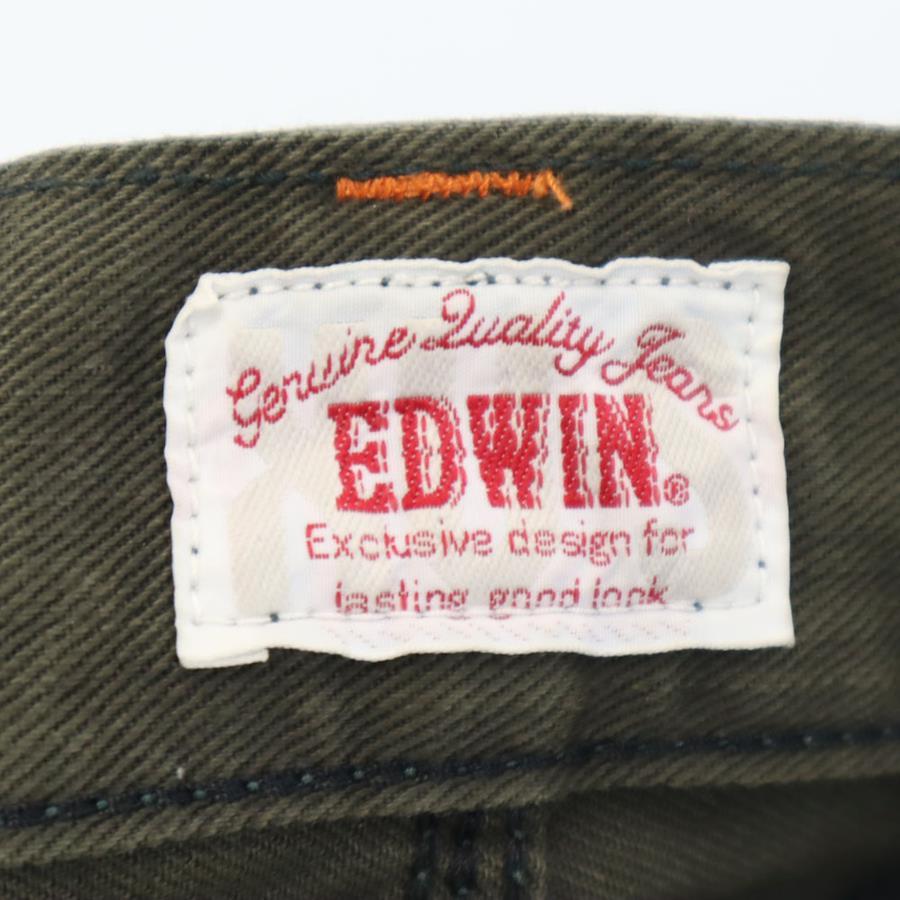 Genuine Quality Jeans
EDWIN®
Exclusive design for
lasting good look